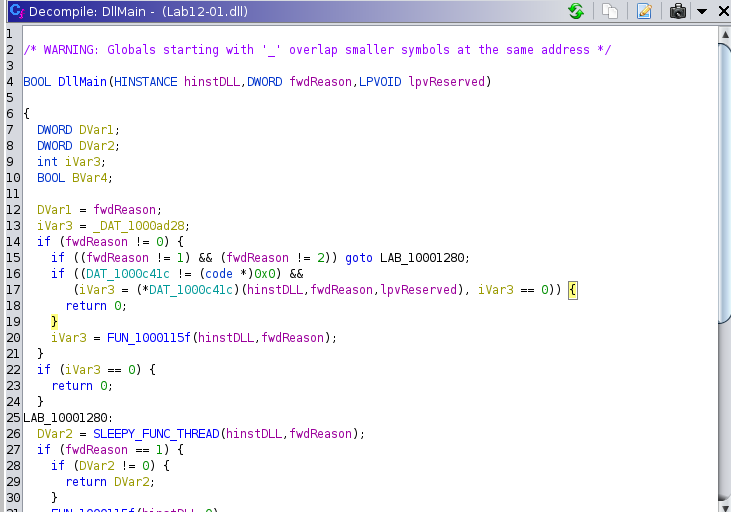 Decompile: DllMain - (Lab12-01.dll)
1
2 /* WARNING: Globals starting with '_' overlap smaller symbols at the same address */
3
4 BOOL DllMain(HINSTANCE hinstDLL,DWORD fwdReason,LPVOID lpvReserved)
5
6 {
7 DWORD DVar1;
8 DWORD DVar2;
9 int iVar3;
10 BOOL BVar4;
11
12 DVar1 = fwdReason;
13 iVar3 = _DAT_1000ad28;
14 if (fwdReason != 0) {
15 if ((fwdReason != 1) && (fwdReason != 2)) goto LAB_10001280;
16 if ((DAT_1000c41c != (code *)0x0) &&
17 (iVar3 = (*DAT_1000c41c)(hinstDLL,fwdReason,lpvReserved), iVar3 == 0)) {
18 return 0;
19 }
20 iVar3 = FUN_1000115f(hinstDLL,fwdReason);
21 }
22 if (iVar3 == 0) {
23 return 0;
24 }
25 LAB_10001280:
26 DVar2 = SLEEPY_FUNC_THREAD(hinstDLL,fwdReason);
27 if (fwdReason == 1) {
28 if (DVar2 != 0) {
29 return DVar2;
30 }
31 FUN_1000115f(hinstDLL,0)